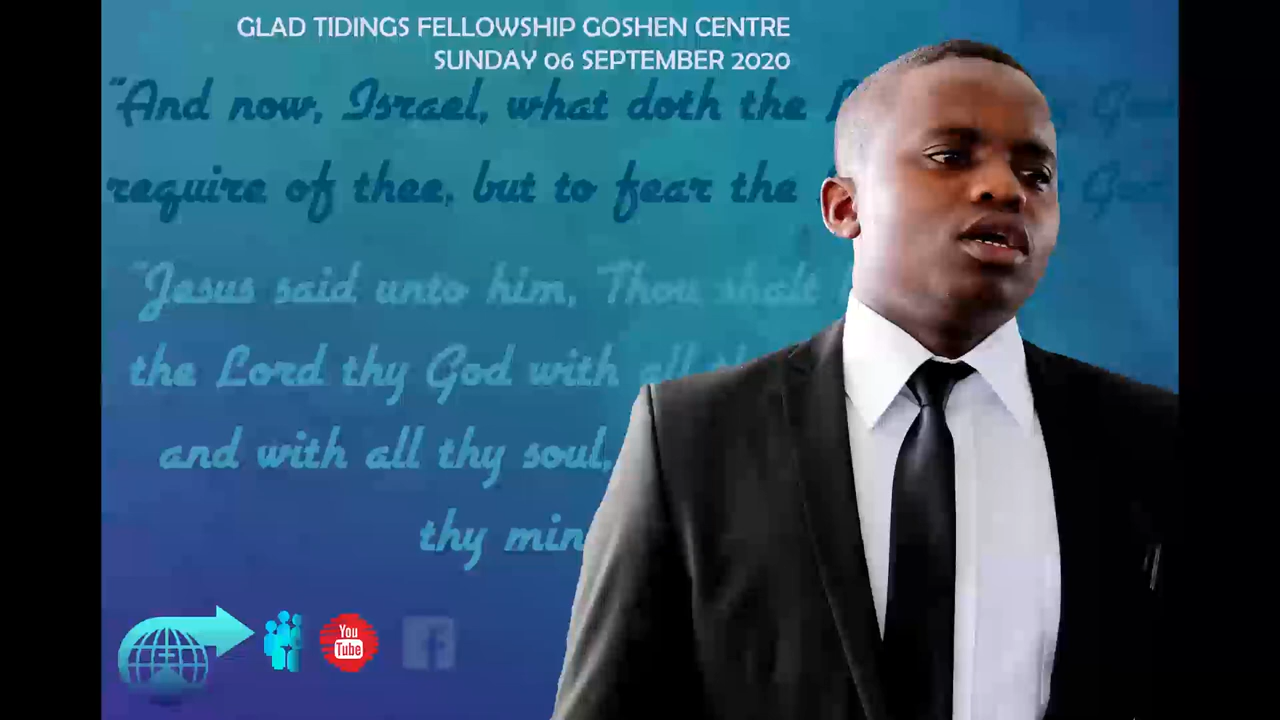 GLAD TIDINGS FELLOWSHIP GOSHEN CENTRE
SUNDAY 06 SEPTEMBER 2020
"And now, Israel, what doth the
require of thee, but to fear the
"Jesus said unto him, Thou shalt
the Lord thy God with all
and with all thy soul,
thy
You
Tube